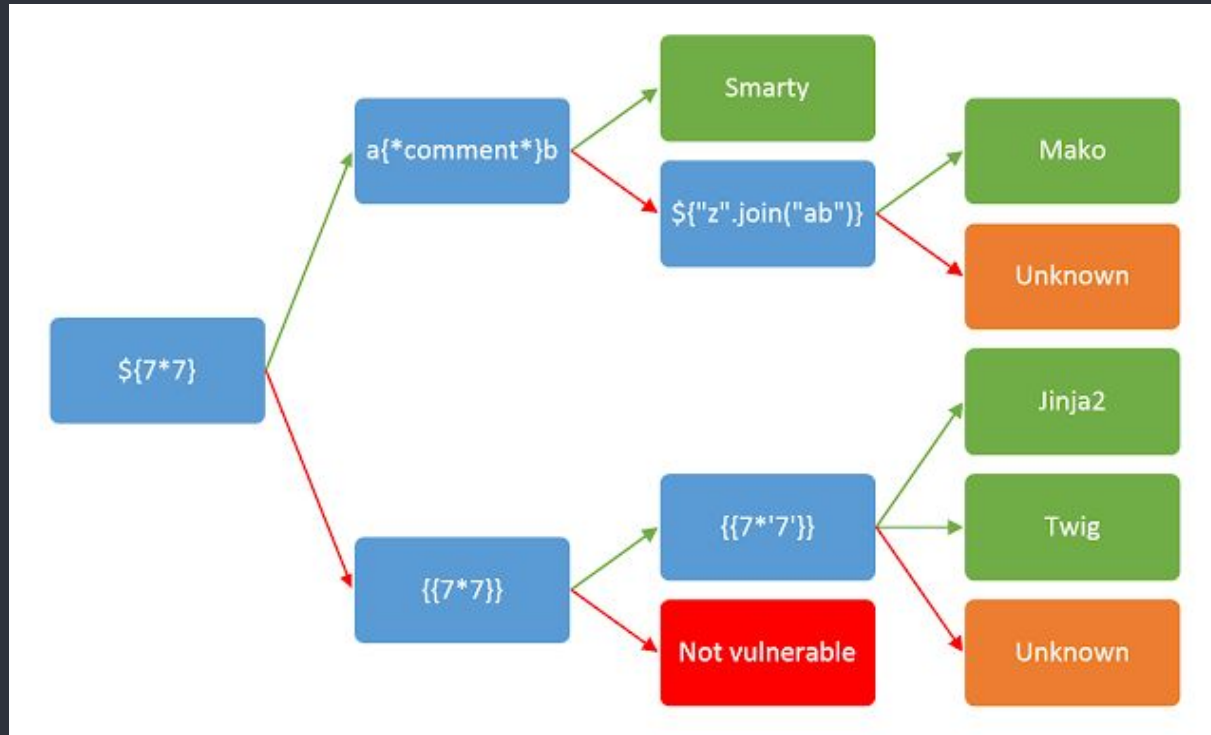 ${7*7}
a{*comment*}b
Smarty
${"z".join("ab")}
Mako
Unknown
{{7*7}}
{{7*'7'}}
Not vulnerable
Jinja2
Twig
Unknown